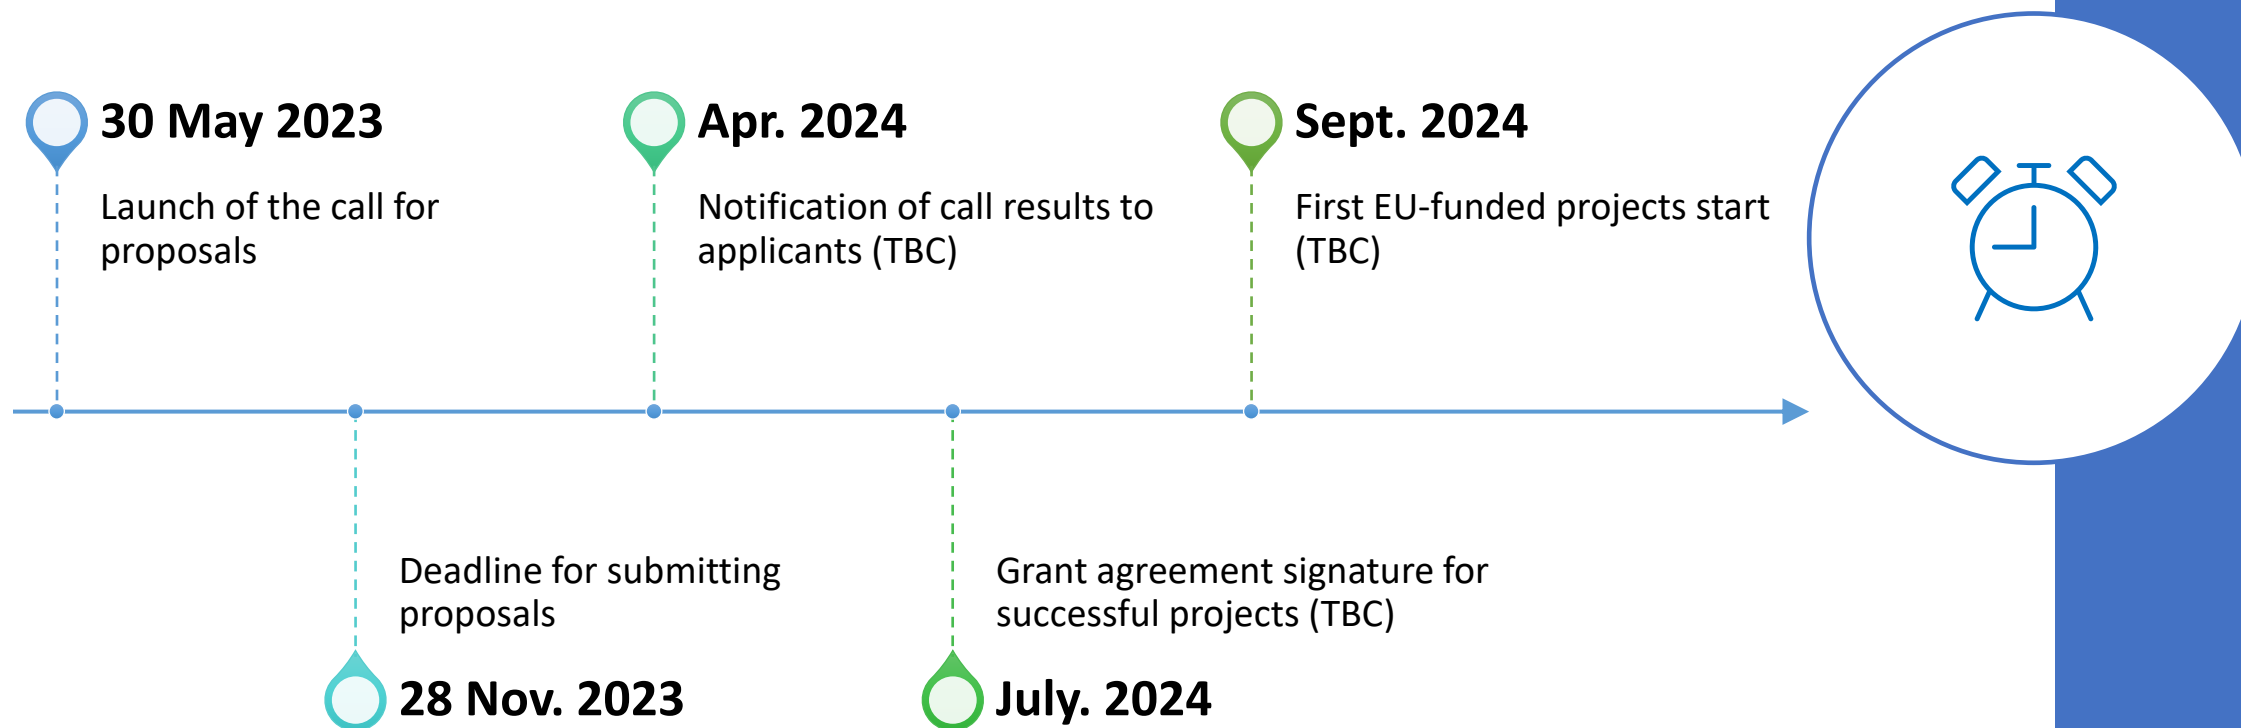 30 May 2023
Launch of the call for
proposals
Apr. 2024
Notification of call results to
applicants (TBC)
Sept. 2024
First EU-funded projects start
(TBC)
Deadline for submitting
proposals
28 Nov. 2023
Grant agreement signature for
successful projects (TBC)
July. 2024